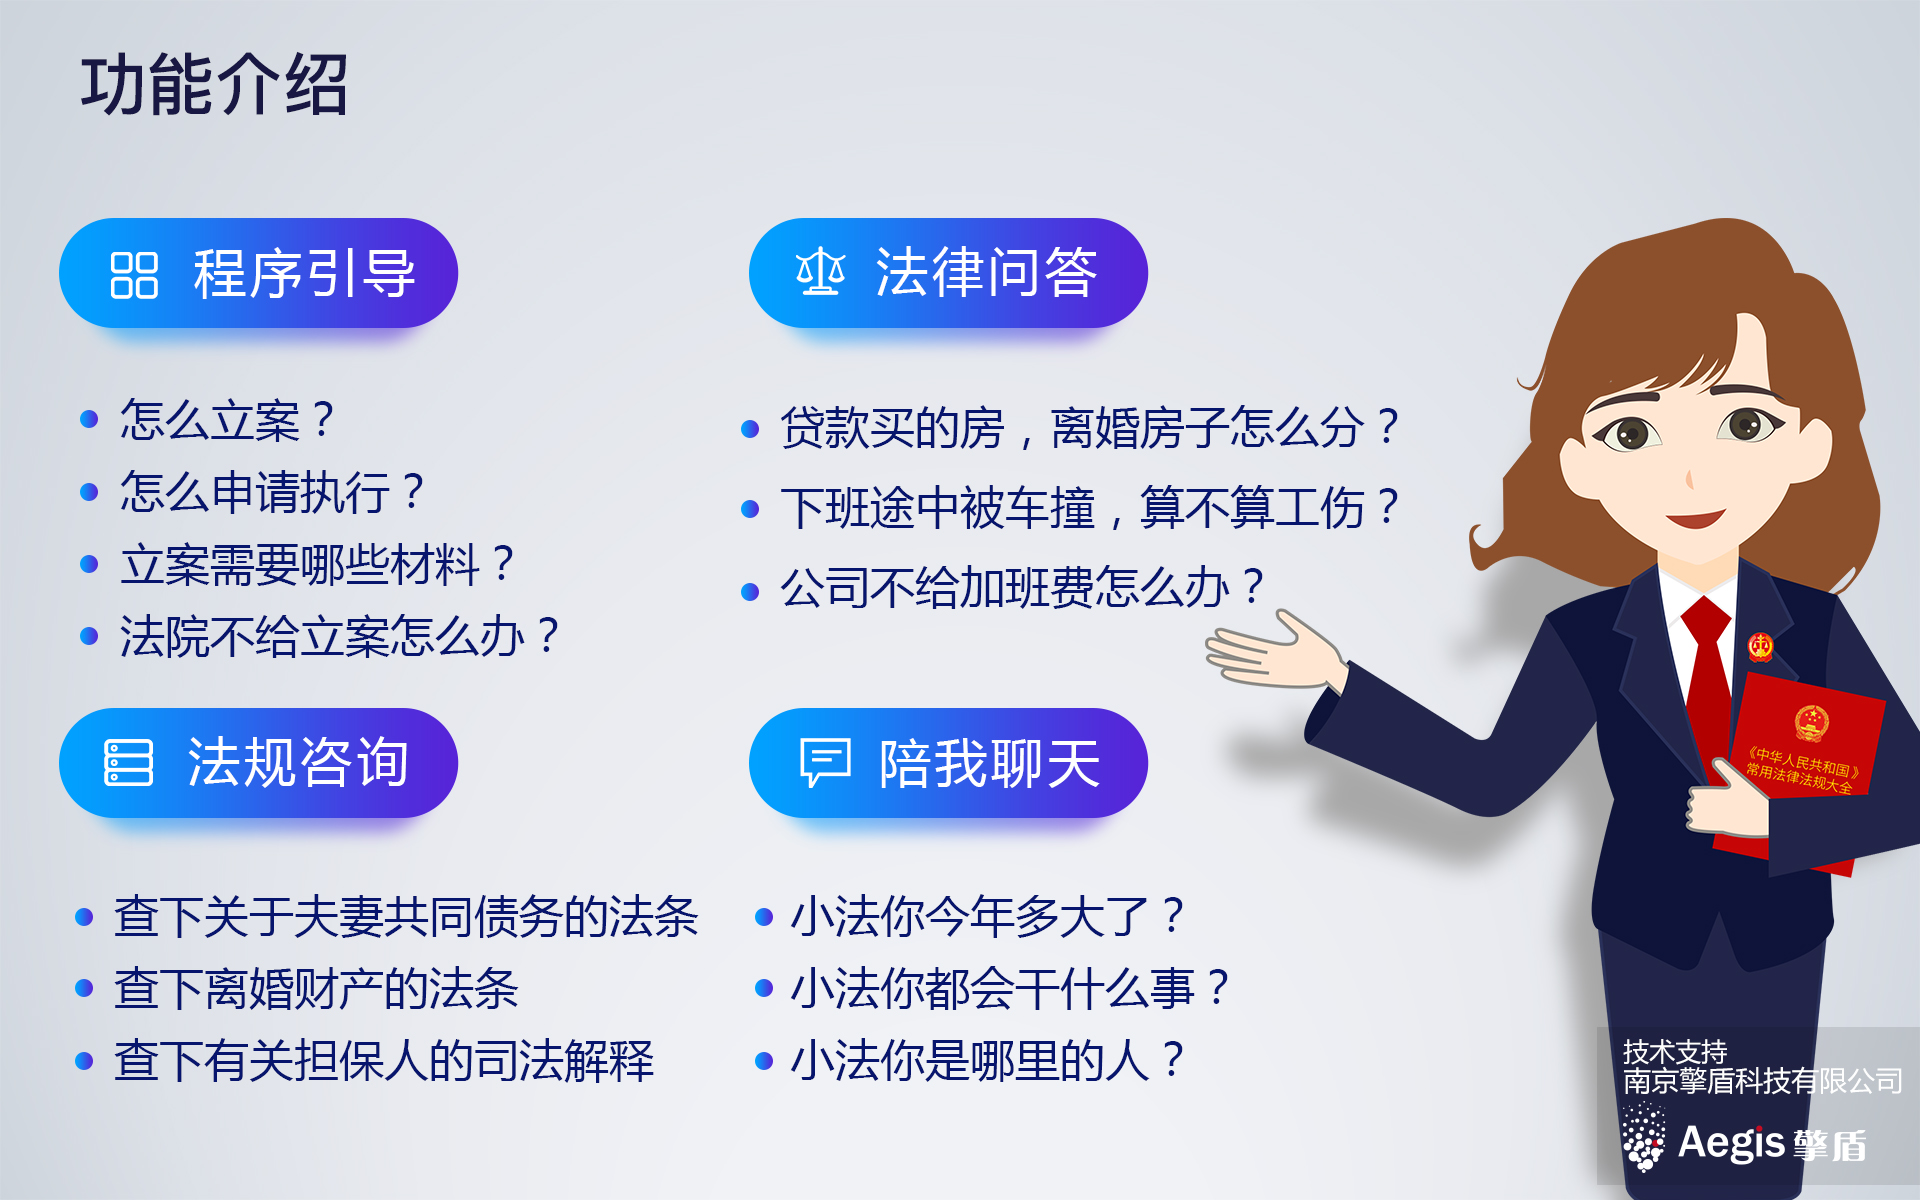 功能介绍
程序引导
怎么立案？
怎么申请执行？
立案需要哪些材料？
法院不给立案怎么办？
法律问答
贷款买的房，离婚房子怎么分？
下班途中被车撞，算不算工伤？
公司不给加班费怎么办？
法规咨询
查下关于夫妻共同债务的法条
查下离婚财产的法条
查下有关担保人的司法解释
陪我聊天
小法你今年多大了？
小法你都会干什么事？
小法你是哪里的人？
《中华人民共和国》
常用法律法规大全
技术支持
南京擎盾科技有限公司
Aegis 擎盾